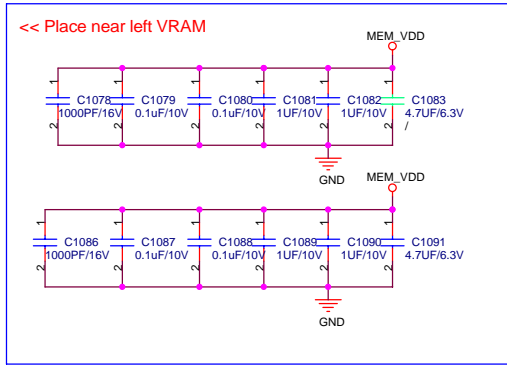 << Place near left VRAM
MEM_VDD
1 1 1 1 1 1
C1078 C1079 C1080 C1081 C1082 C1083
1000PF/16V 0.1uF/10V 0.1uF/10V 1UF/10V 1UF/10V 4.7UF/6.3V
2 2 2 2 2 2 /
GND
MEM_VDD
1 1 1 1 1 1
C1086 C1087 C1088 C1089 C1090 C1091
1000PF/16V 0.1uF/10V 0.1uF/10V 1UF/10V 1UF/10V 4.7UF/6.3V
2 2 2 2 2 2
GND